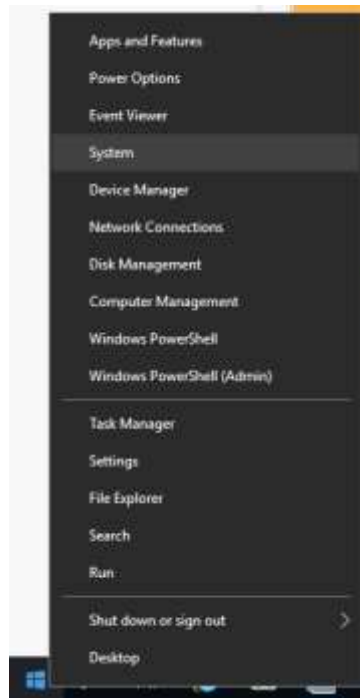 Apps and Features
Power Options
Event Viewer
System
Device Manager
Network Connections
Disk Management
Computer Management
Windows PowerShell
Windows PowerShell (Admin)
Task Manager
Settings
File Explorer
Search
Run
Shut down or sign out
Desktop